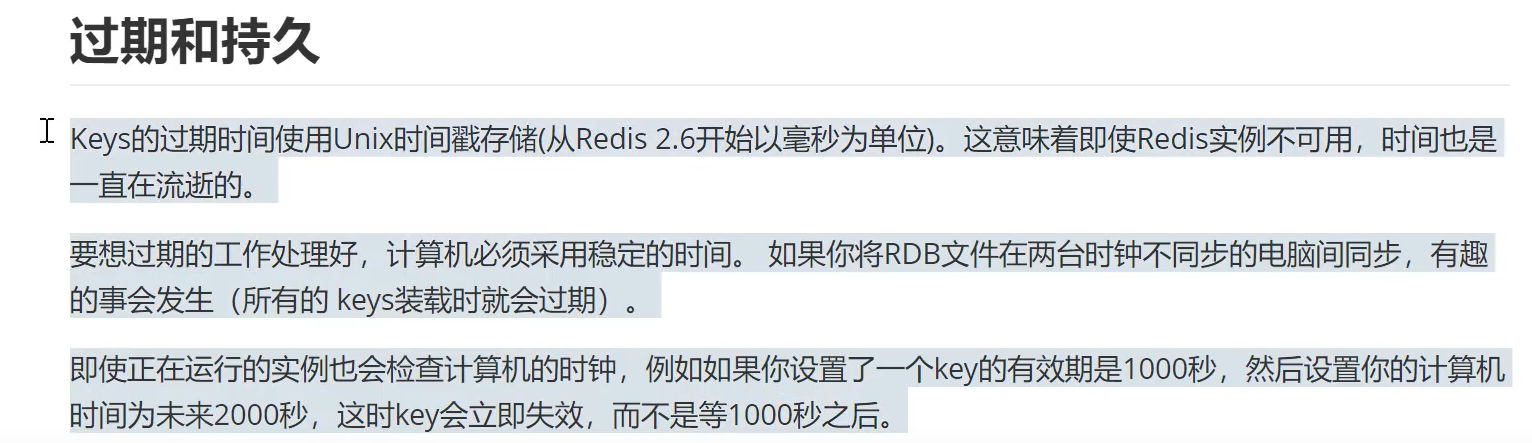 过期和持久
Keys的过期时间使用Unix时间戳存储(从Redis 2.6开始以毫秒为单位)。这意味着即使Redis实例不可用，时间也是
一直在流逝的。
要想过期的工作处理好，计算机必须采用稳定的时间。 如果你将RDB文件在两台时钟不同步的电脑间同步，有趣
的事会发生（所有的 keys装载时就会过期）。
即使正在运行的实例也会检查计算机的时钟，例如如果你设置了一个key的有效期是1000秒，然后设置你的计算机
时间为未来2000秒，这时key会立即失效，而不是等1000秒之后。